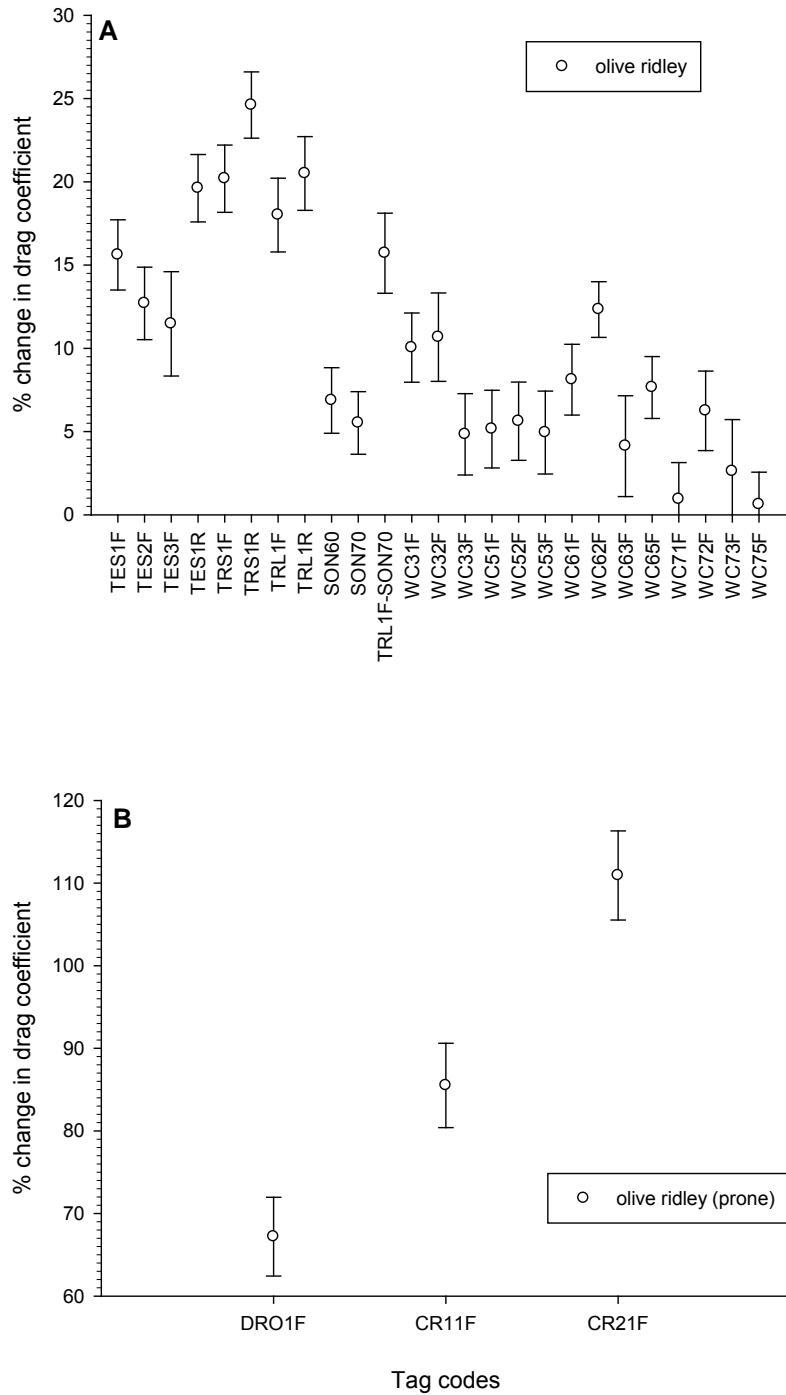 A
olive ridley
% change in drag coefficient
30
25
20
15
10
5
0
TES1F
TES2F
TES3F
TES1R
TRS1F
TRS1R
TRL1F
TRL1R
SON60
SON70
TRL1F-SON70
WC31F
WC32F
WC33F
WC51F
WC52F
WC53F
WC61F
WC62F
WC63F
WC65F
WC71F
WC72F
WC73F
WC75F
B
% change in drag coefficient
120
110
100
90
80
70
60
olive ridley (prone)
DRO1F CR11F CR21F
Tag codes